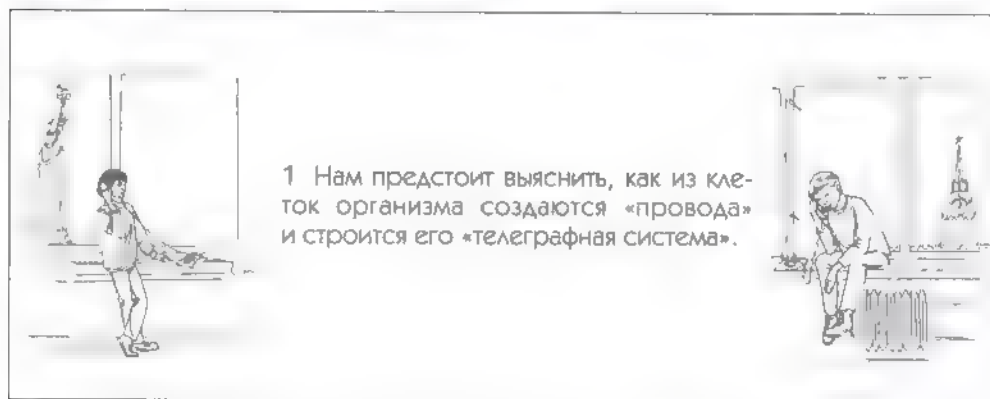 1 Нам предстоит выяснить, как из кле-
ток организма создаются «провода»
и строится его «телеграфная система».